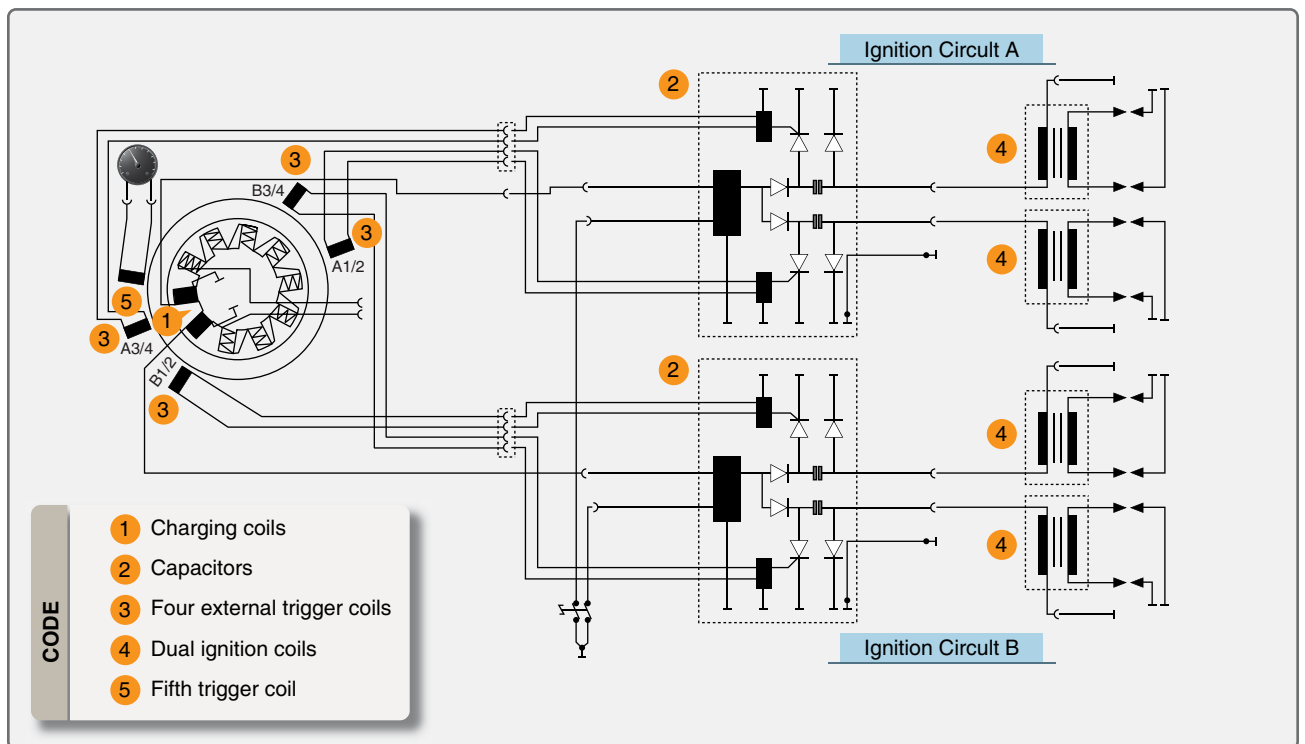 Ignition Circuit A
2
3
B3/4
3
A1/2
4
4
5
1
3
A3/4
B1/2
3
2
4
4
Ignition Circuit B
CODE
1 Charging coils
2 Capacitors
3 Four external trigger coils
4 Dual ignition coils
5 Fifth trigger coil